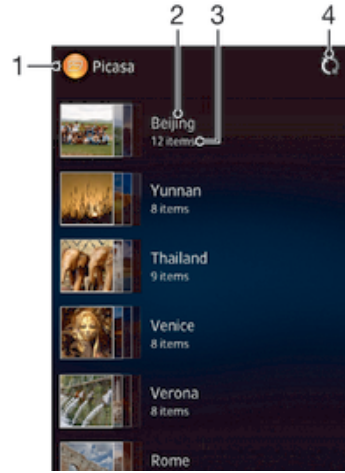 2 3 4
1 Picasa
Beijing
12 items
Yunnan
8 items
Thailand
9 items
Venice
8 items
Verona
8 items
Rome